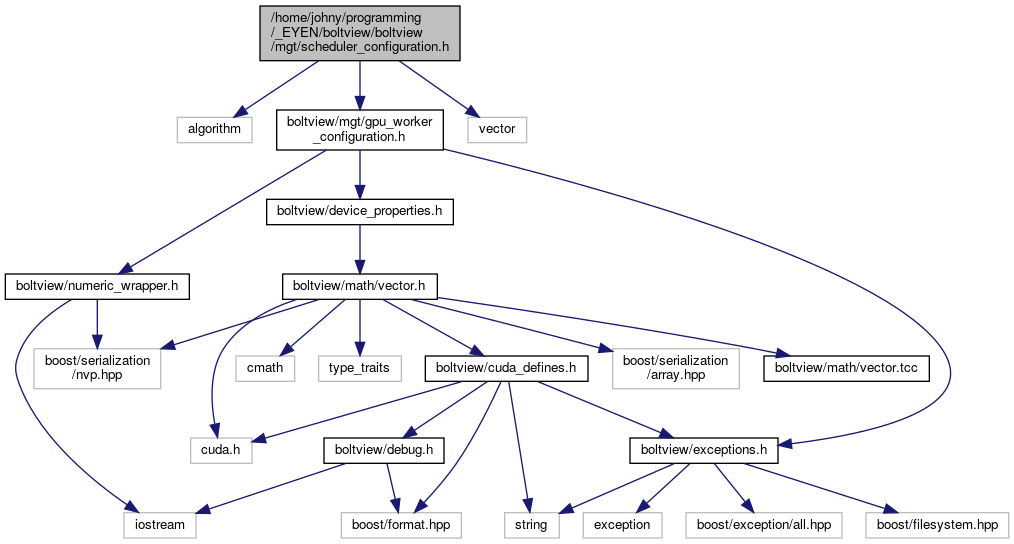 /home/johny/programming
/_EYEN/boltview/boltview
/mgt/scheduler_configuration.h
algorithm
boltview/mgt/gpu_worker
_configuration.h
vector
boltview/device_properties.h
boltview/numeric_wrapper.h
boltview/math/vector.h
boost/serialization
/nvp.hpp
cmath
type_traits
boltview/cuda_defines.h
boost/serialization
/array.hpp
boltview/math/vector.tcc
cuda.h
boltview/debug.h
boltview/exceptions.h
iostream
boost/format.hpp
string
exception
boost/exception/all.hpp
boost/filesystem.hpp